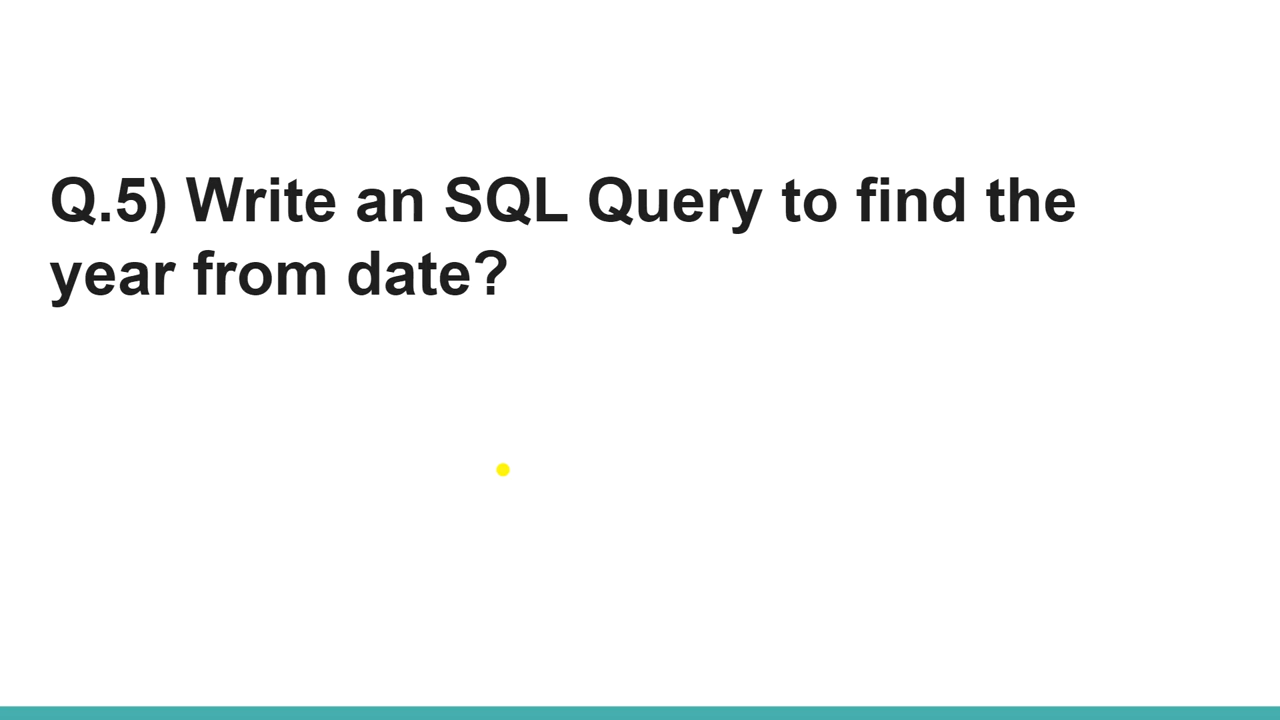 Q.5) Write an SQL Query to find the
year from date?